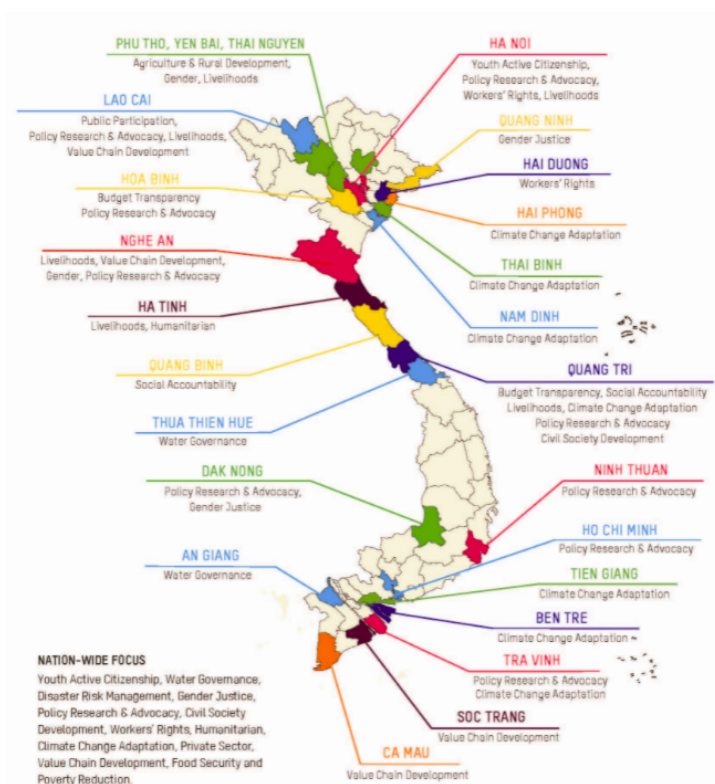 PHU THO, YEN BAI, THAI NGUYEN
Agriculture & Rural Development,
Gender, Livelihoods
HA NOI
Youth Active Citizenship,
Policy Research & Advocacy,
Workers' Rights, Livelihoods
LAO CAI
Public Participation,
Policy Research & Advocacy, Livelihoods,
Value Chain Development
QUANG NINH
Gender Justice
HAI DUONG
Workers' Rights
HOA BINH
Budget Transparency
Policy Research & Advocacy
HAI PHONG
Climate Change Adaptation
NGHE AN
Livelihoods, Value Chain Development,
Gender, Policy Research & Advocacy
THAI BINH
Climate Change Adaptation
HA TINH
Livelihoods, Humanitarian
NAM DINH
Climate Change Adaptation
QUANG BINH
Social Accountability
QUANG TRI
Budget Transparency, Social Accountability
Livelihoods, Climate Change Adaptation
Policy Research & Advocacy
Civil Society Development
THUA THIEN HUE
Water Governance
DAK NONG
Policy Research & Advocacy,
Gender Justice
NINH THUAN
Policy Research & Advocacy
HO CHI MINH
Policy Research & Advocacy
AN GIANG
Water Governance
TIEN GIANG
Climate Change Adaptation
BEN TRE
Climate Change Adaptation ~
TRA VINH
Policy Research & Advocacy
Climate Change Adaptation
SOC TRANG
Value Chain Development
CA MAU
Value Chain Development
NATION-WIDE FOCUS
Youth Active Citizenship, Water Governance,
Disaster Risk Management, Gender Justice,
Policy Research & Advocacy, Civil Society
Development, Workers' Rights, Humanitarian,
Climate Change Adaptation, Private Sector,
Value Chain Development, Food Security and
Poverty Reduction.